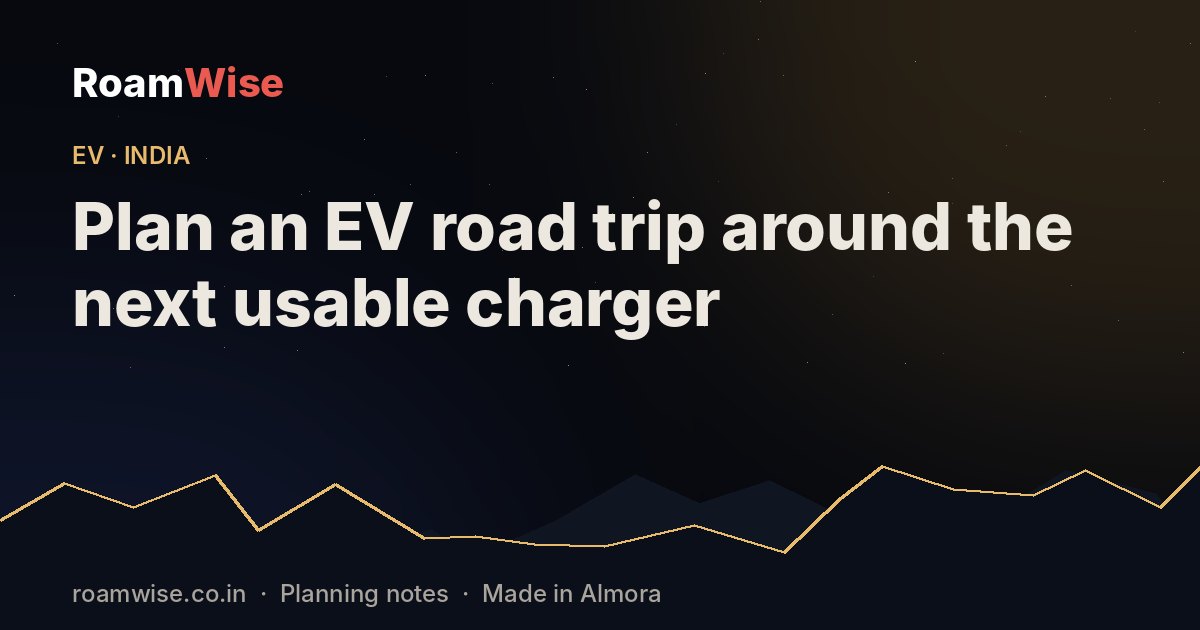 RoamWise
EV · INDIA
Plan an EV road trip around the
next usable charger
roamwise.co.in · Planning notes · Made in Almora